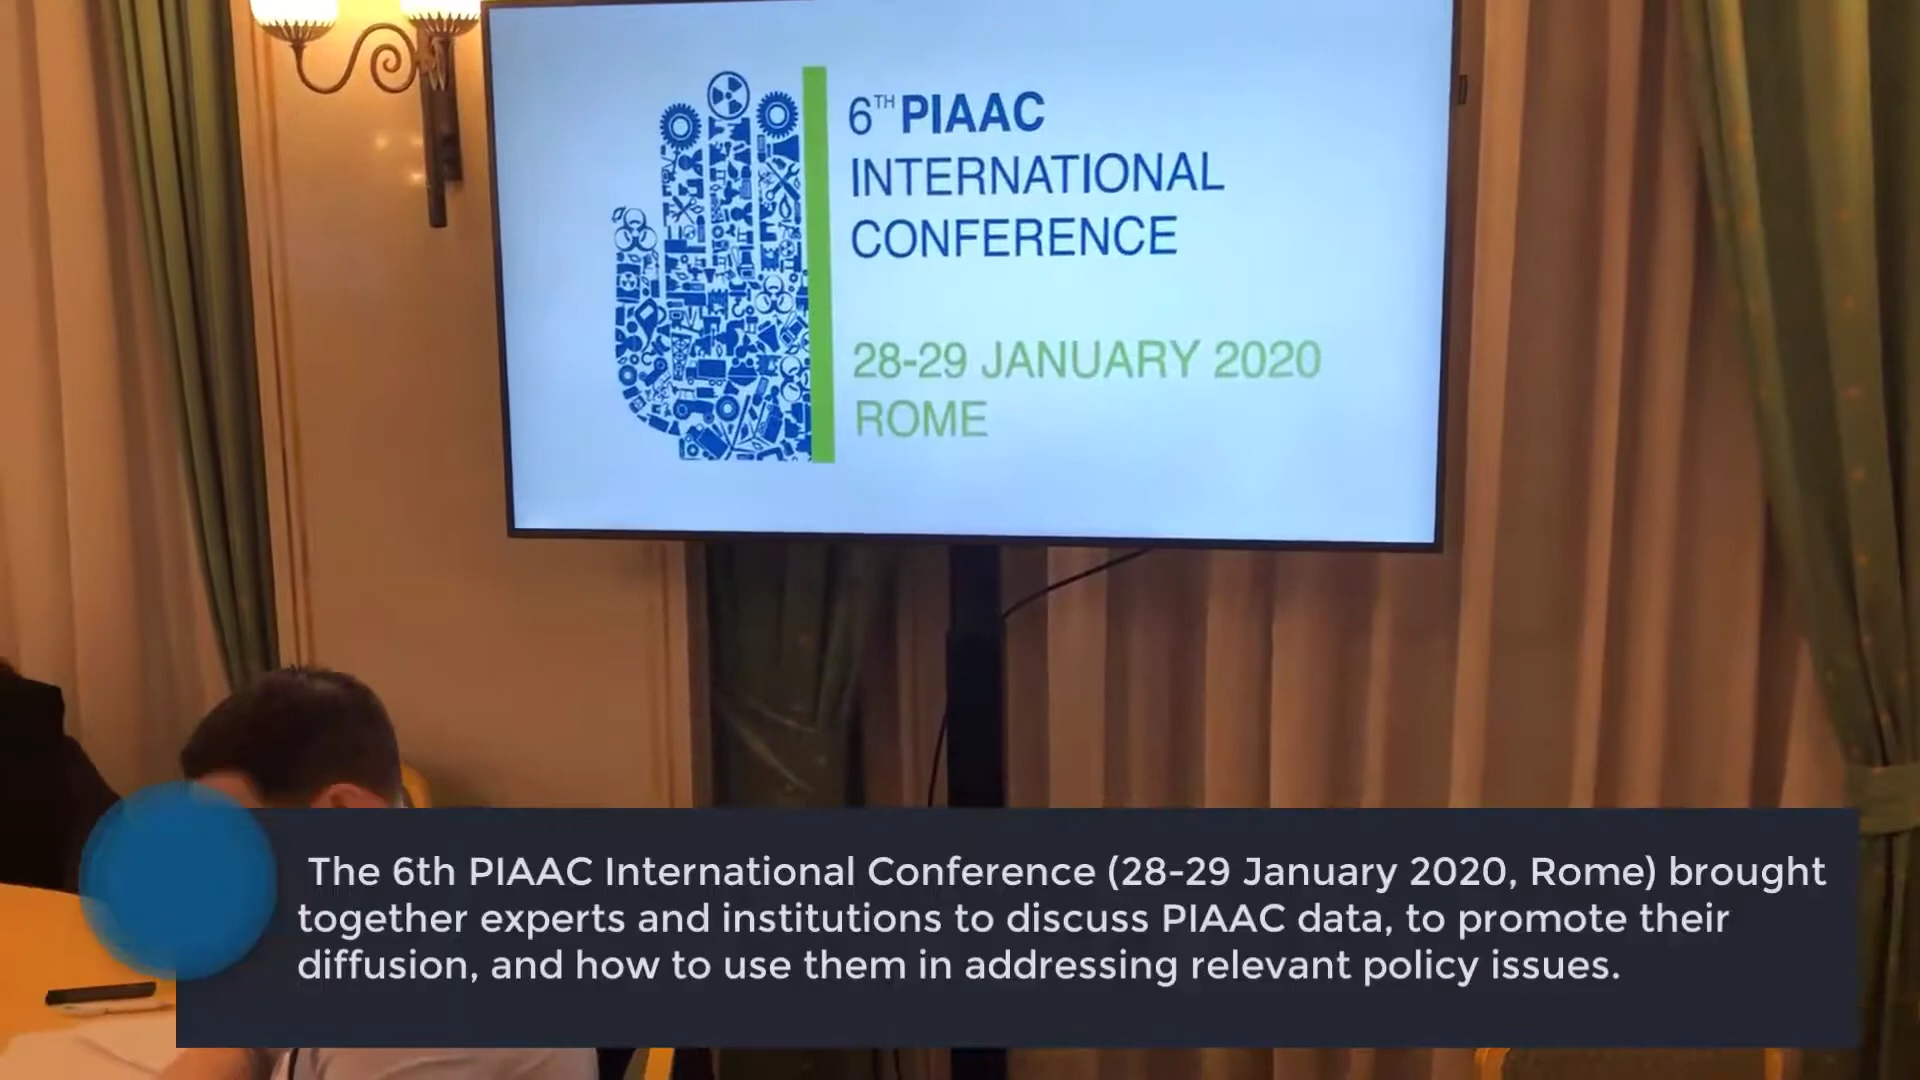 6TH PIAAC
INTERNATIONAL
CONFERENCE
28-29 JANUARY 2020
ROME
The 6th PIAAC International Conference (28-29 January 2020, Rome) brought
together experts and institutions to discuss PIAAC data, to promote their
diffusion, and how to use them in addressing relevant policy issues.